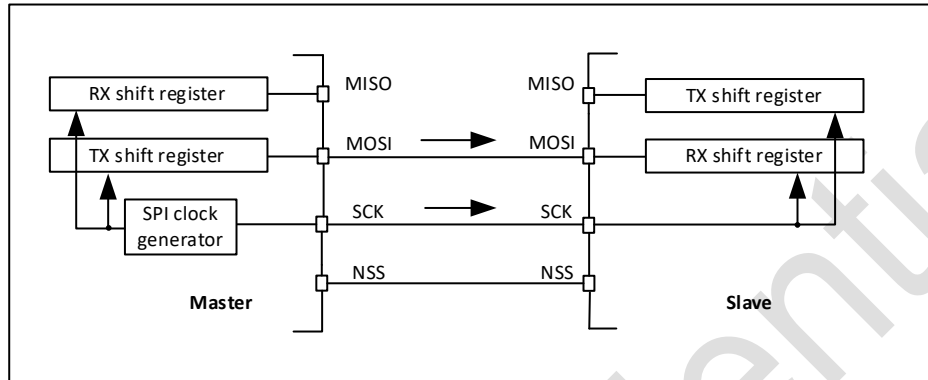 RX shift register
MISO
MISO
TX shift register
TX shift register
MOSI
MOSI
RX shift register
SPI clock
generator
SCK
SCK
NSS
NSS
Master
Slave